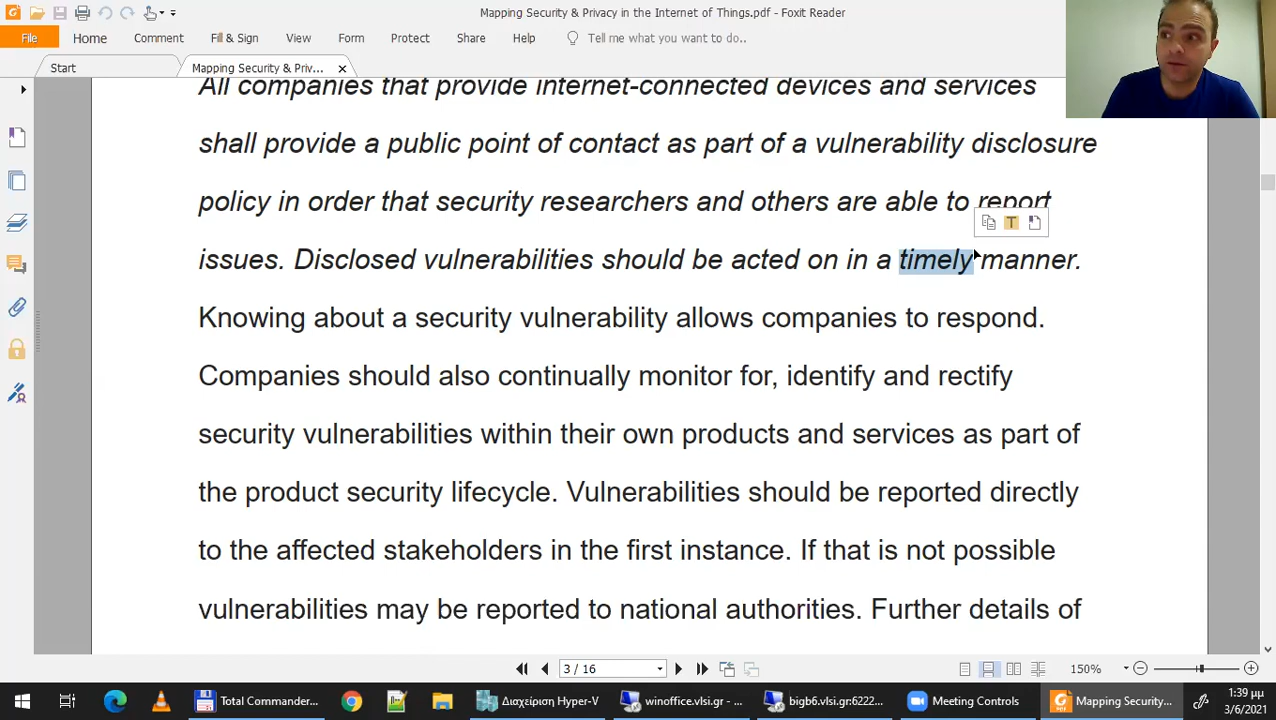 Mapping Security & Privacy in the Internet of Things.pdf - Foxit Reader
File Home Comment Fill & Sign View Form Protect Share Help Tell me what you want to do..
Start Mapping Security & Priv...
All companies that provide internet-connected devices and services
shall provide a public point of contact as part of a vulnerability disclosure
policy in order that security researchers and others are able to report
issues. Disclosed vulnerabilities should be acted on in a timely manner.
Knowing about a security vulnerability allows companies to respond.
Companies should also continually monitor for, identify and rectify
security vulnerabilities within their own products and services as part of
the product security lifecycle. Vulnerabilities should be reported directly
to the affected stakeholders in the first instance. If that is not possible
vulnerabilities may be reported to national authorities. Further details of
3 / 16 150%
Total Commander... Διαχείριση Hyper-V winoffice.vlsi.gr - ... bigb6.vlsi.gr:6222... Meeting Controls Mapping Security... 1:39 μμ
3/6/2021